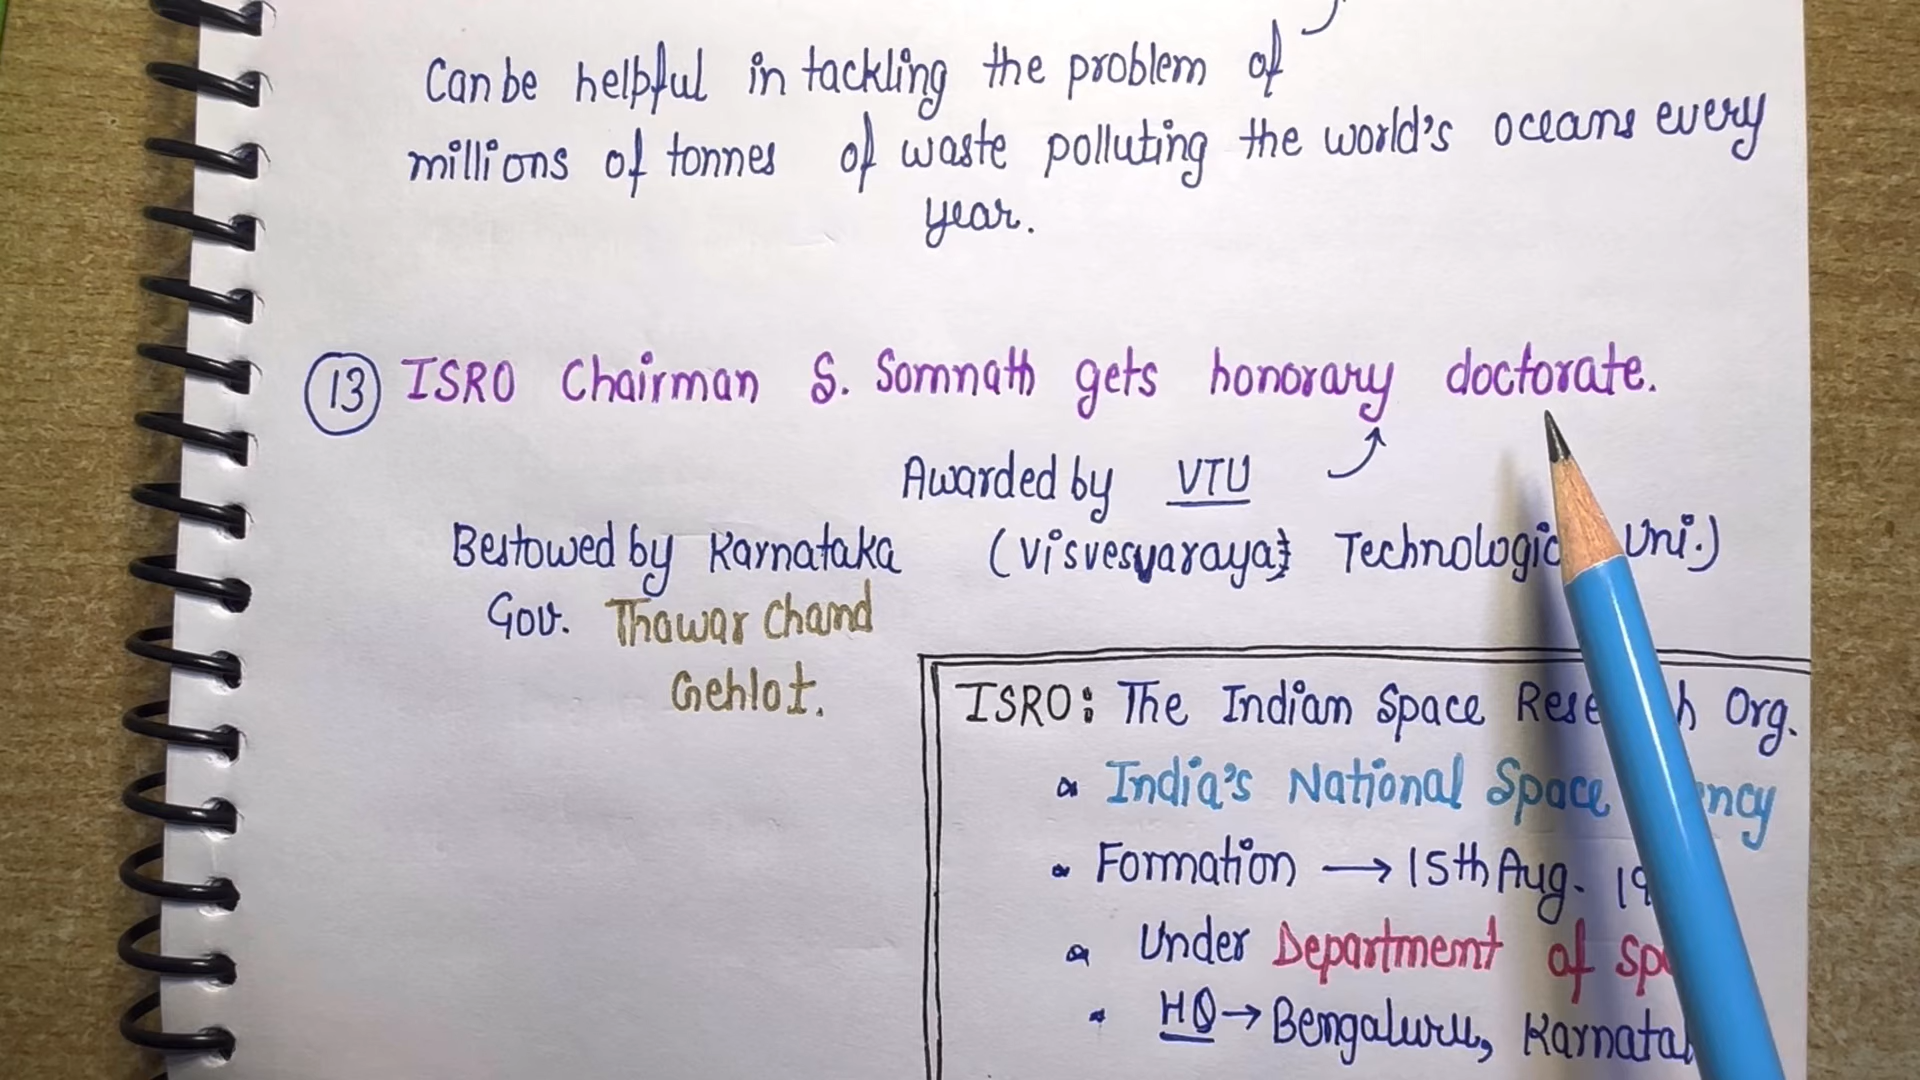 Can be helpful in tackling the problem of
millions of tonnes of waste polluting the world's oceans every
year.
13 ISRO Chairman S. Somnath gets honorary doctorate.
Awarded by VTU
Bestowed by Karnataka
Gov. Thawar Chand
Gehlot.
(Visvesvaraya Technologic Uni.)
ISRO: The Indian Space Rese h Org.
• India's National Space ncy
• Formation → 15th Aug. 19
• Under Department of Sp
• HQ → Bengaluru, Karnata